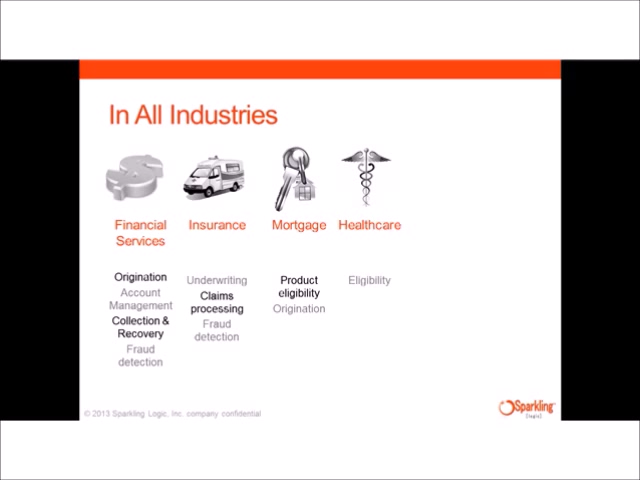 In All Industries
Financial
Services
Origination
Account
Management
Collection &
Recovery
Fraud
detection
Insurance
Underwriting
Claims
processing
Fraud
detection
Mortgage
Product
eligibility
Origination
Healthcare
Eligibility
© 2013 Sparkling Logic, Inc. company confidential
Sparkling
[logic]